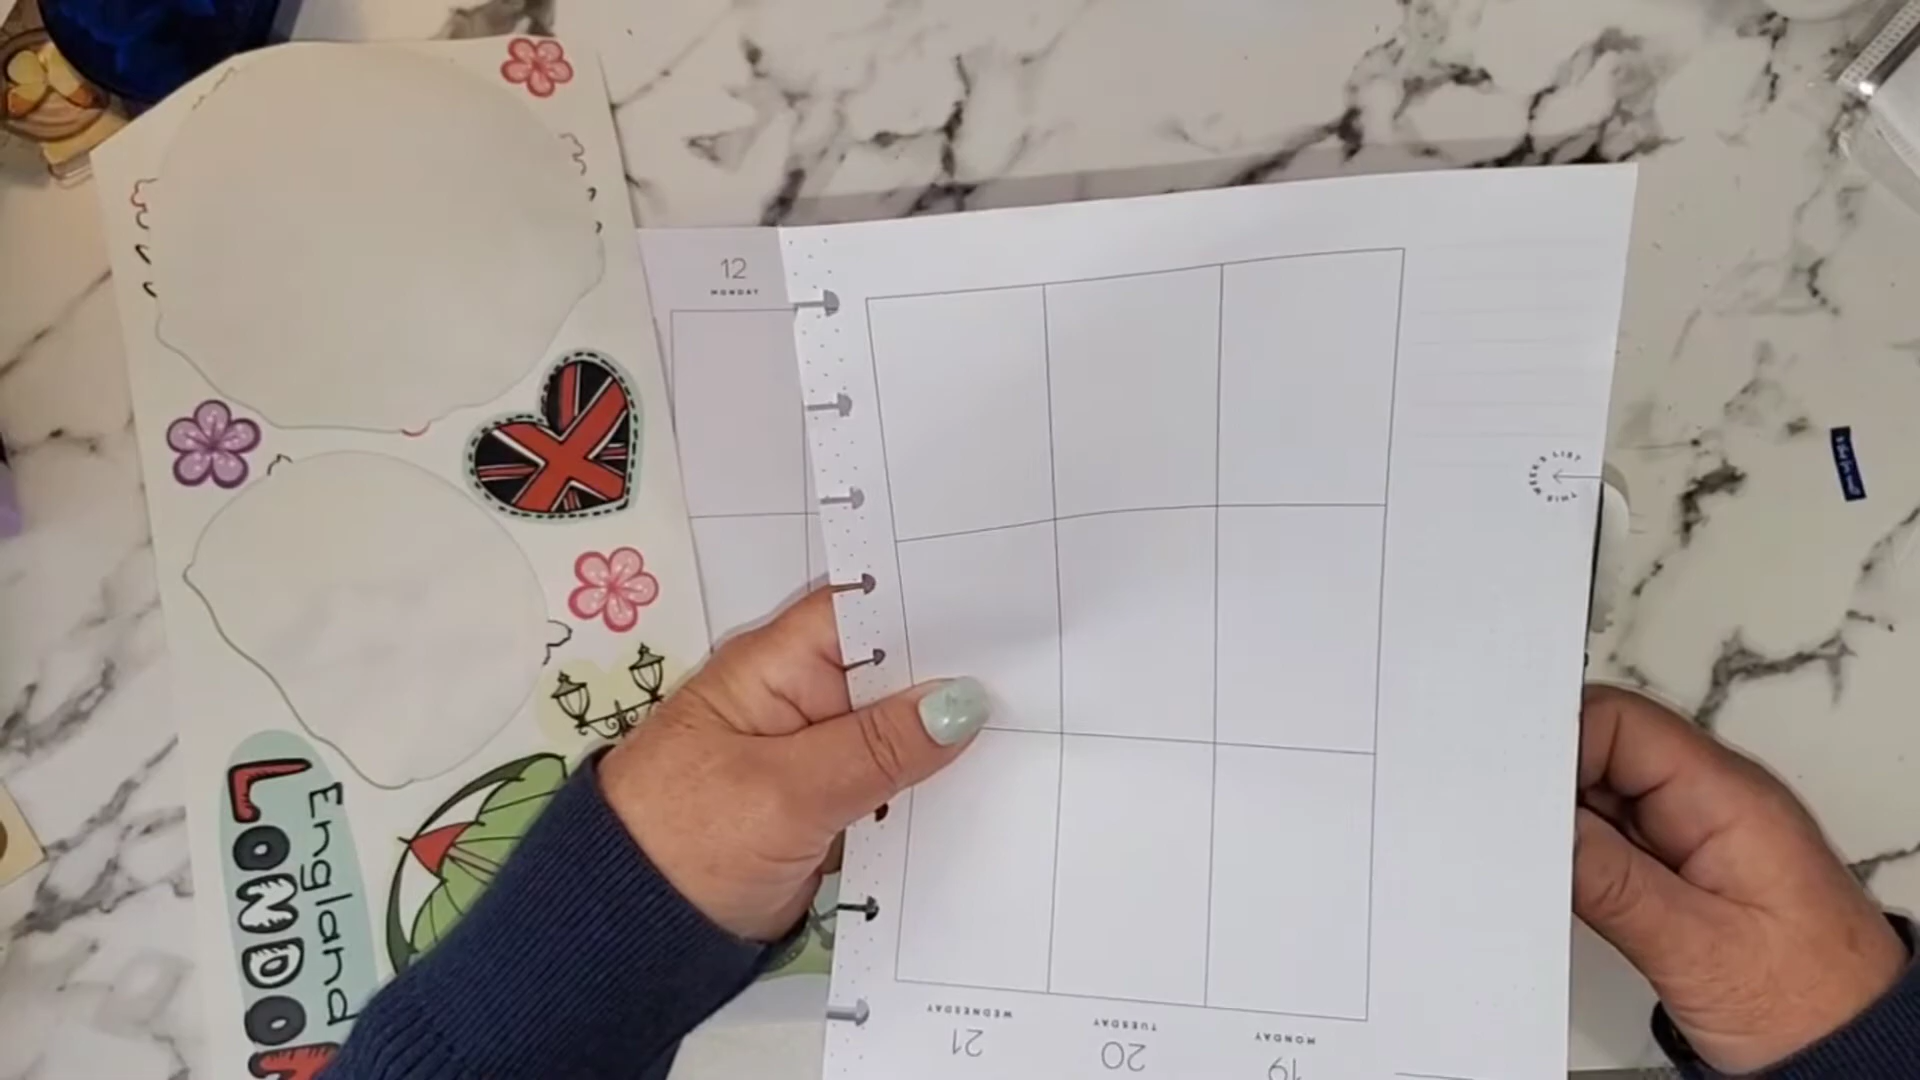 12
MONDAY
THIS WEEK'S LIST
England
LONDON
WEDNESDAY
21
TUESDAY
20
MONDAY
19